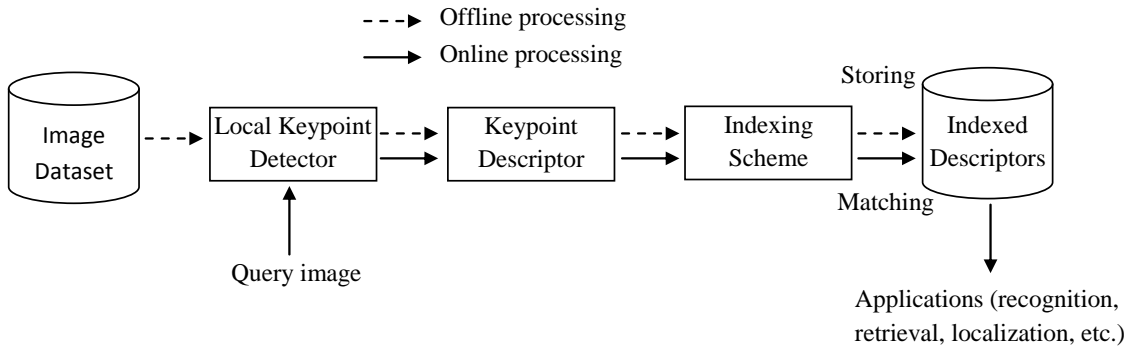 Offline processing
Online processing
Storing
Image
Dataset
Local Keypoint
Detector
Keypoint
Descriptor
Indexing
Scheme
Indexed
Descriptors
Matching
Query image
Applications (recognition,
retrieval, localization, etc.)